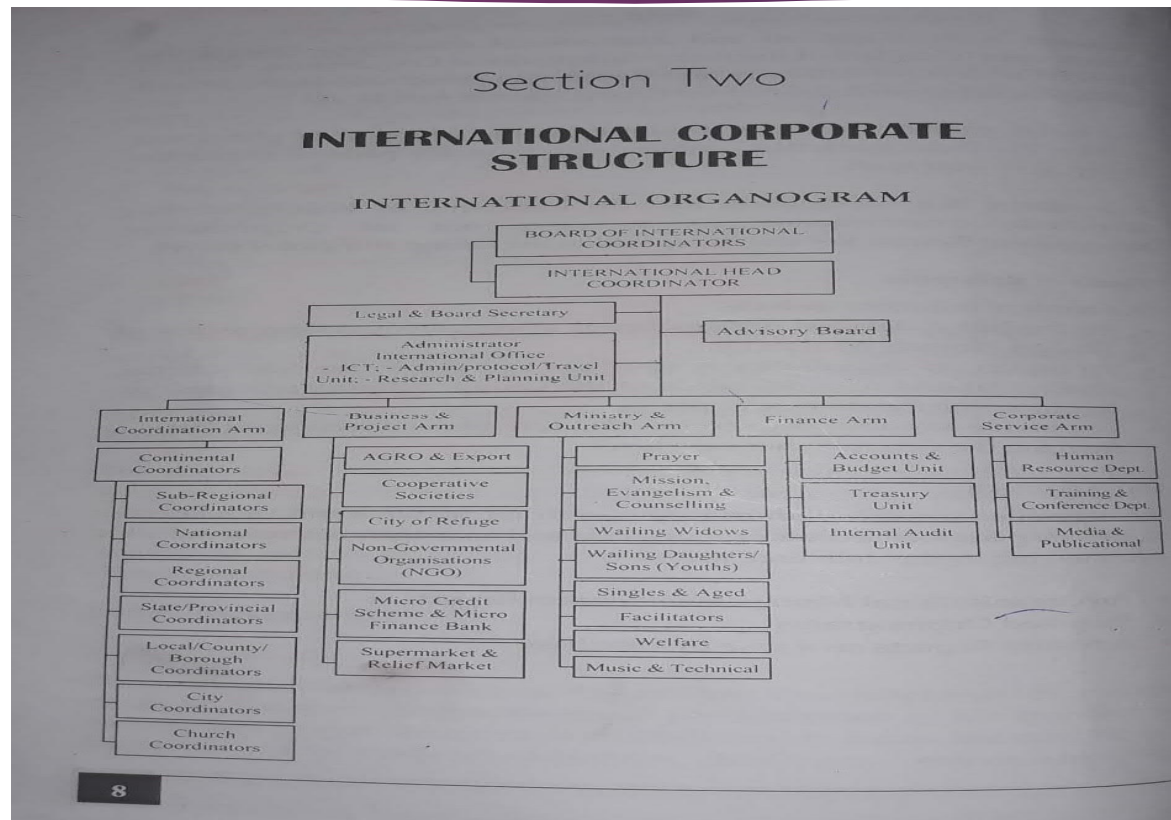 Section Two
INTERNATIONAL CORPORATE
STRUCTURE
INTERNATIONAL ORGANOGRAM
BOARD OF INTERNATIONAL
COORDINATORS
INTERNATIONAL HEAD
COORDINATOR
Legal & Board Secretary
Advisory Board
Administrator
International Office
- ICT; - Admin/protocol/Travel
Unit; - Research & Planning Unit
International
Coordination Arm
Continental
Coordinators
Sub-Regional
Coordinators
National
Coordinators
Regional
Coordinators
State/Provincial
Coordinators
Local/County/
Borough
Coordinators
City
Coordinators
Church
Coordinators
Business &
Project Arm
AGRO & Export
Cooperative
Societies
City of Refuge
Non-Governmental
Organisations
(NGO)
Micro Credit
Scheme & Micro
Finance Bank
Supermarket &
Relief Market
Ministry &
Outreach Arm
Prayer
Mission,
Evangelism &
Counselling
Wailing Widows
Wailing Daughters/
Sons (Youths)
Singles & Aged
Facilitators
Welfare
Music & Technical
Finance Arm
Accounts &
Budget Unit
Treasury
Unit
Internal Audit
Unit
Corporate
Service Arm
Human
Resource Dept.
Training &
Conference Dept.
Media &
Publicational
8